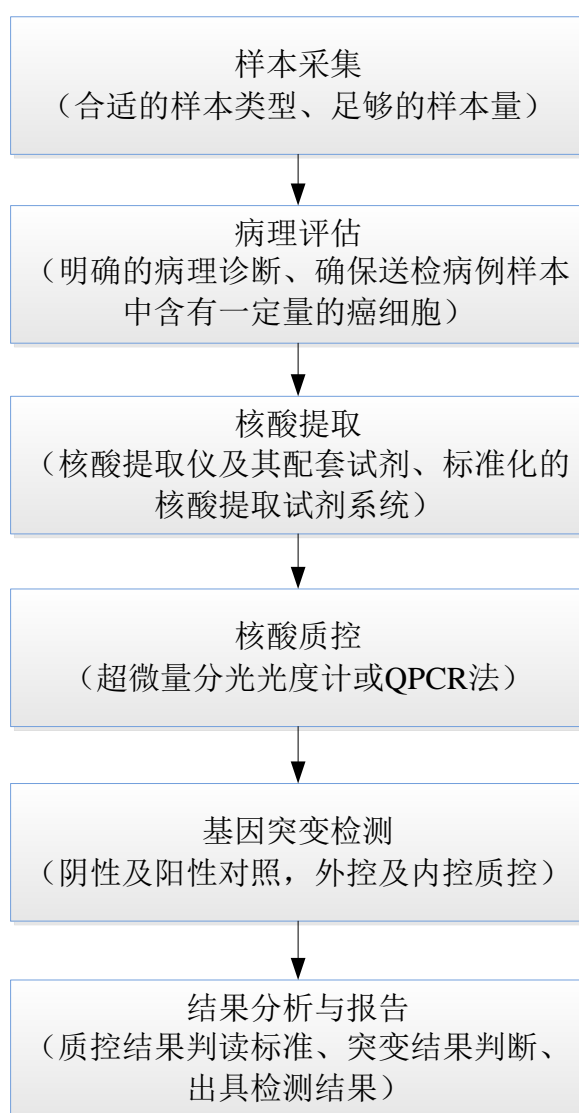 样本采集
（合适的样本类型、足够的样本量）
病理评估
（明确的病理诊断、确保送检病例样本
中含有一定量的癌细胞）
核酸提取
（核酸提取仪及其配套试剂、标准化的
核酸提取试剂系统）
核酸质控
（超微量分光光度计或QPCR法）
基因突变检测
（阴性及阳性对照，外控及内控质控）
结果分析与报告
（质控结果判读标准、突变结果判断、
出具检测结果）